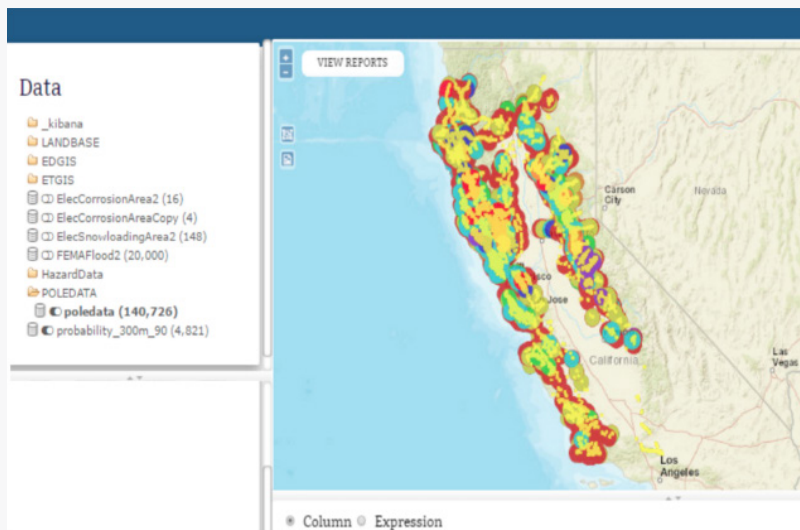 VIEW REPORTS
Data
_kibana
LANDBASE
EDGIS
ETGIS
ElecCorrosionArea2 (16)
ElecCorrosionAreaCopy (4)
ElecSnowloadingArea2 (148)
FEMAFlood2 (20,000)
HazardData
POLEDATA
poledata (140,726)
probability_300m_90 (4,821)
Carson
City
Nevada
sco
Jose
California
Las
Vegas
Los
Angeles
Column Expression